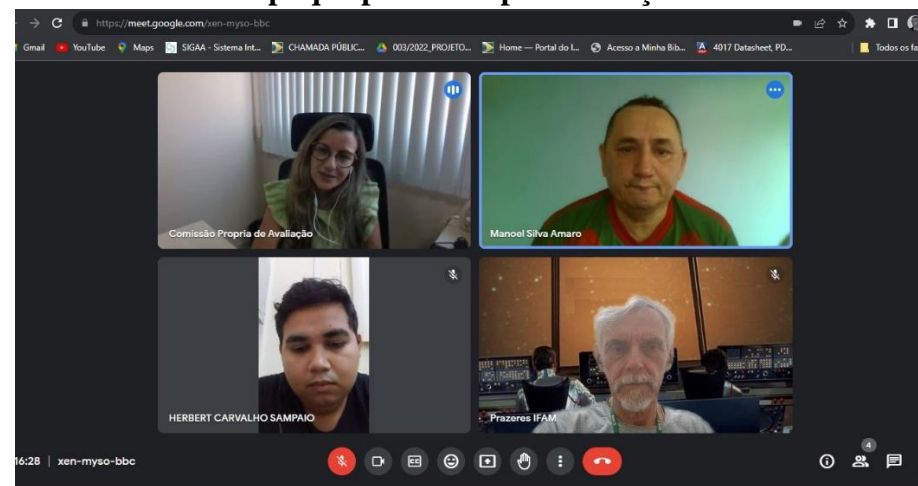 https://meet.google.com/xen-myso-bbc
Gmail YouTube Maps SIGAA - Sistema Int... CHAMADA PÚBLIC... 003/2022_PROJETO... Home — Portal do I... Acesso a Minha Bib... 4017 Datasheet, PD... Todos os fa
Comissão Propria de Avaliação
Manoel Silva Amaro
HERBERT CARVALHO SAMPAIO
Prazeres IFAM
16:28 | xen-myso-bbc
4